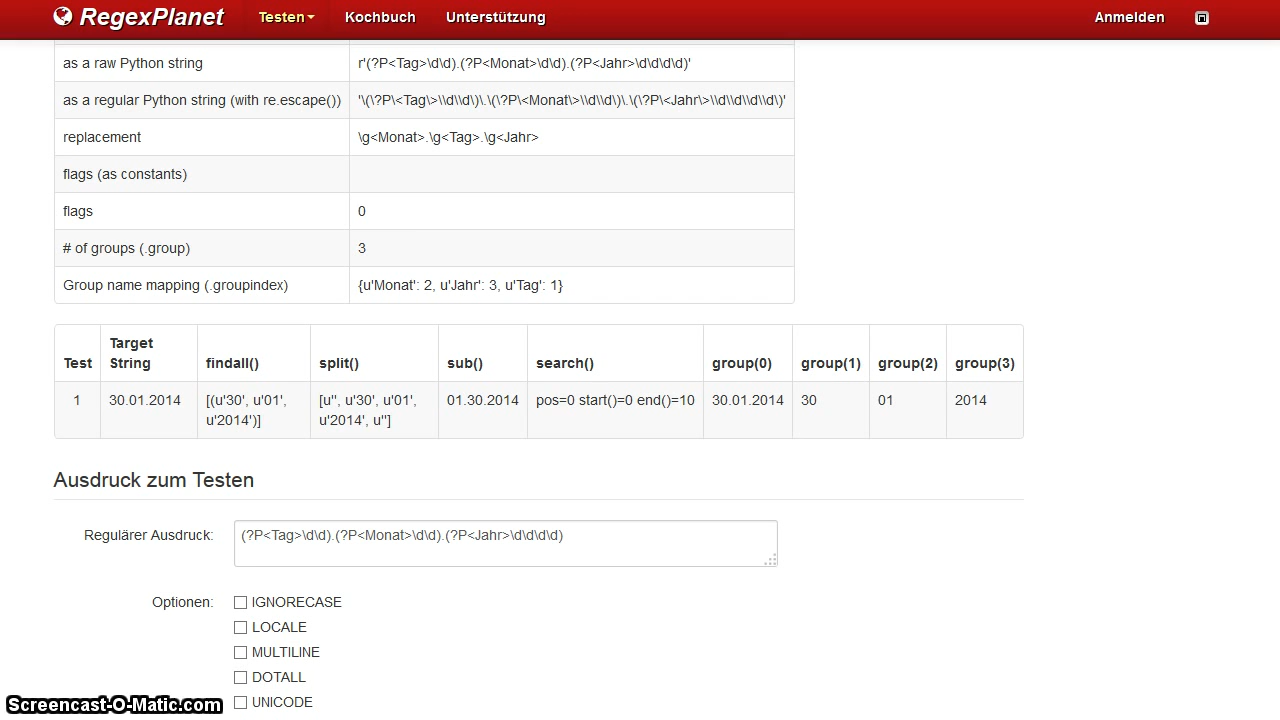 RegexPlanet Testen Kochbuch Unterstützung Anmelden
as a raw Python string r'(?P<Tag>\d\d).(?P<Monat>\d\d).(?P<Jahr>\d\d\d\d)'
as a regular Python string (with re.escape()) '\(\?P\<Tag\>\\d\\d\)\.\(\?P\<Monat\>\\d\\d\)\.\(\?P\<Jahr\>\\d\\d\\d\\d\)'
replacement \g<Monat>.\g<Tag>.\g<Jahr>
flags (as constants)
flags 0
# of groups (.group) 3
Group name mapping (.groupindex) {u'Monat': 2, u'Jahr': 3, u'Tag': 1}
Test Target String findall() split() sub() search() group(0) group(1) group(2) group(3)
1 30.01.2014 [(u'30', u'01', u'2014')] [u'', u'30', u'01', u'2014', u''] 01.30.2014 pos=0 start()=0 end()=10 30.01.2014 30 01 2014
Ausdruck zum Testen
Regulärer Ausdruck: (?P<Tag>\d\d).(?P<Monat>\d\d).(?P<Jahr>\d\d\d\d)
Optionen: IGNORECASE
LOCALE
MULTILINE
DOTALL
UNICODE
Screencast-O-Matic.com